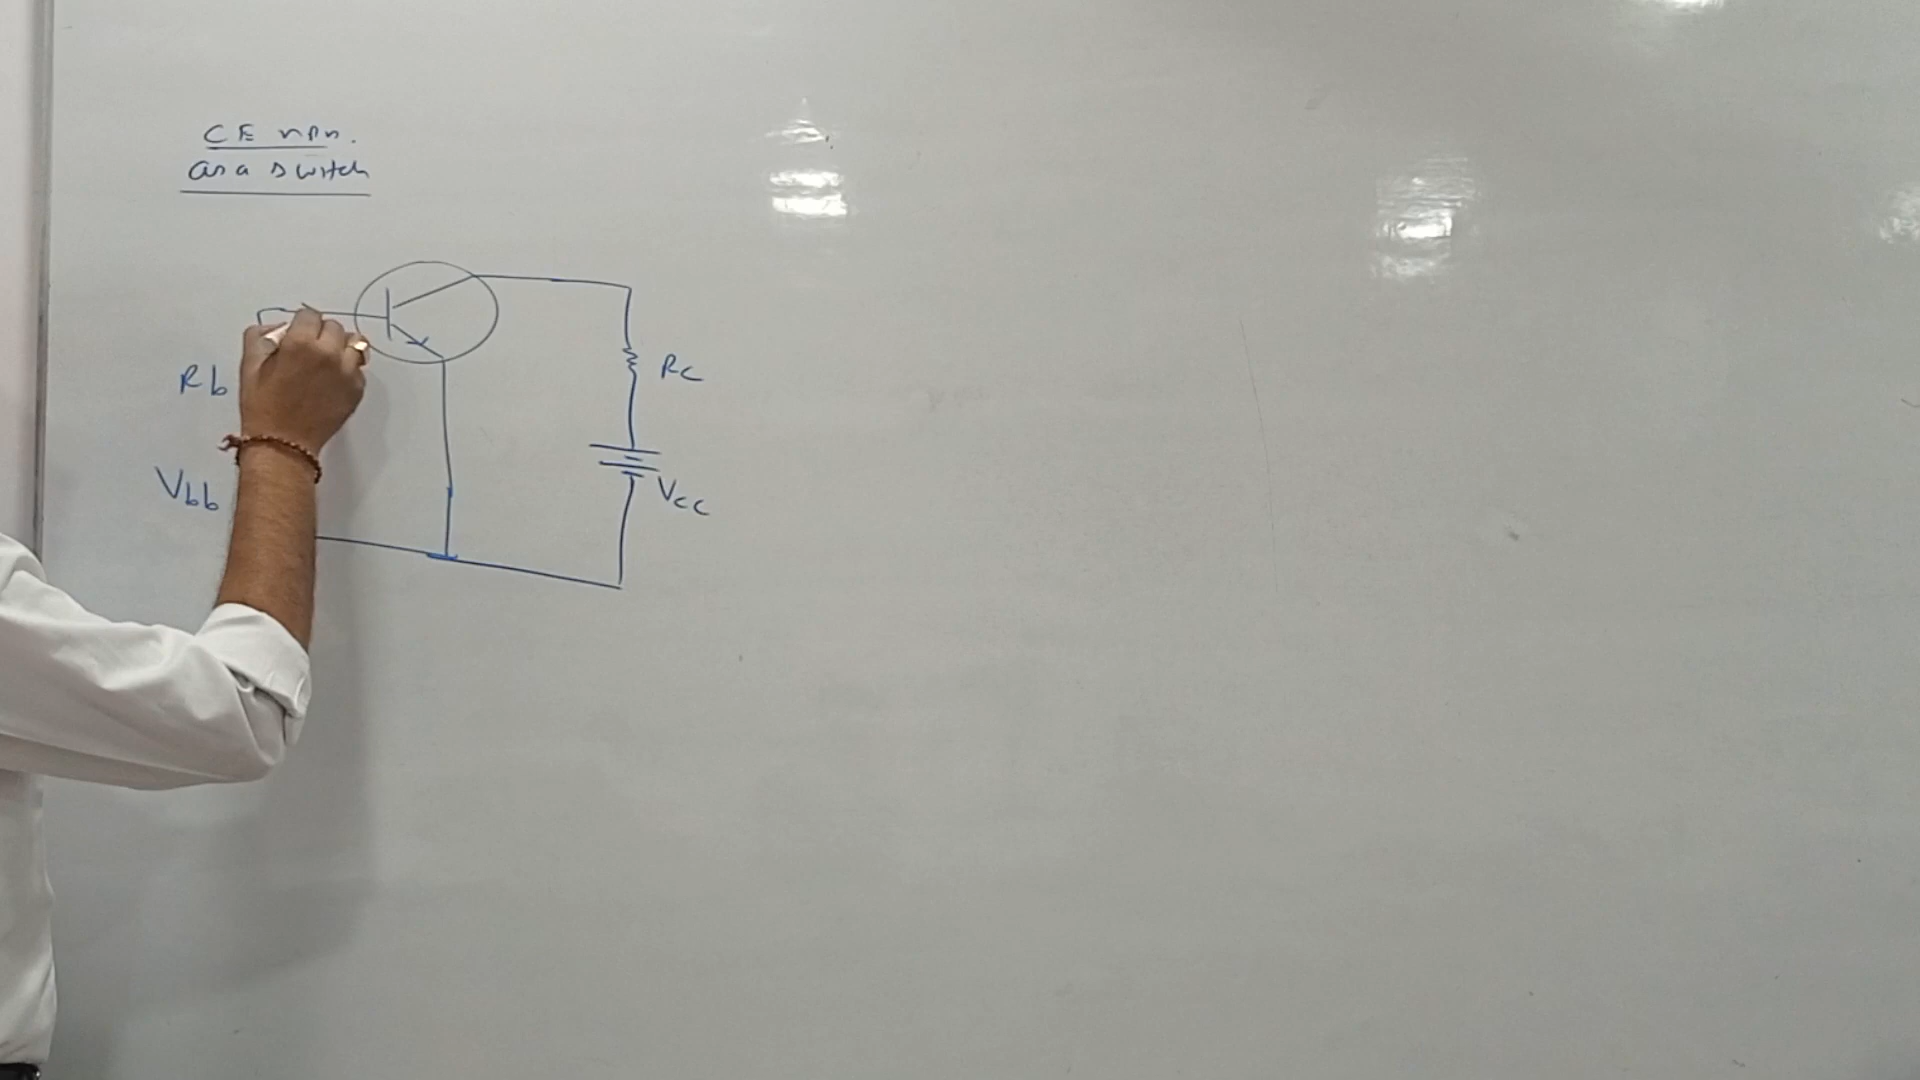 CE npn.
as a switch
Rb
Rc
Vbb
Vcc